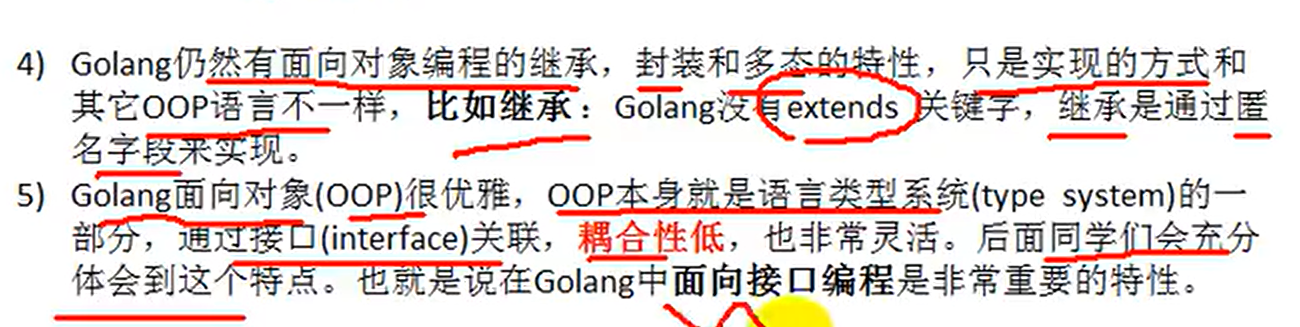 4) Golang仍然有面向对象编程的继承，封装和多态的特性，只是实现的方式和
其它OOP语言不一样，比如继承：Golang没有extends 关键字，继承是通过匿
名字段来实现。
5) Golang面向对象(OOP)很优雅，OOP本身就是语言类型系统(type system)的一
部分，通过接口(interface)关联，耦合性低，也非常灵活。后面同学们会充分
体会到这个特点。也就是说在Golang中面向接口编程是非常重要的特性。